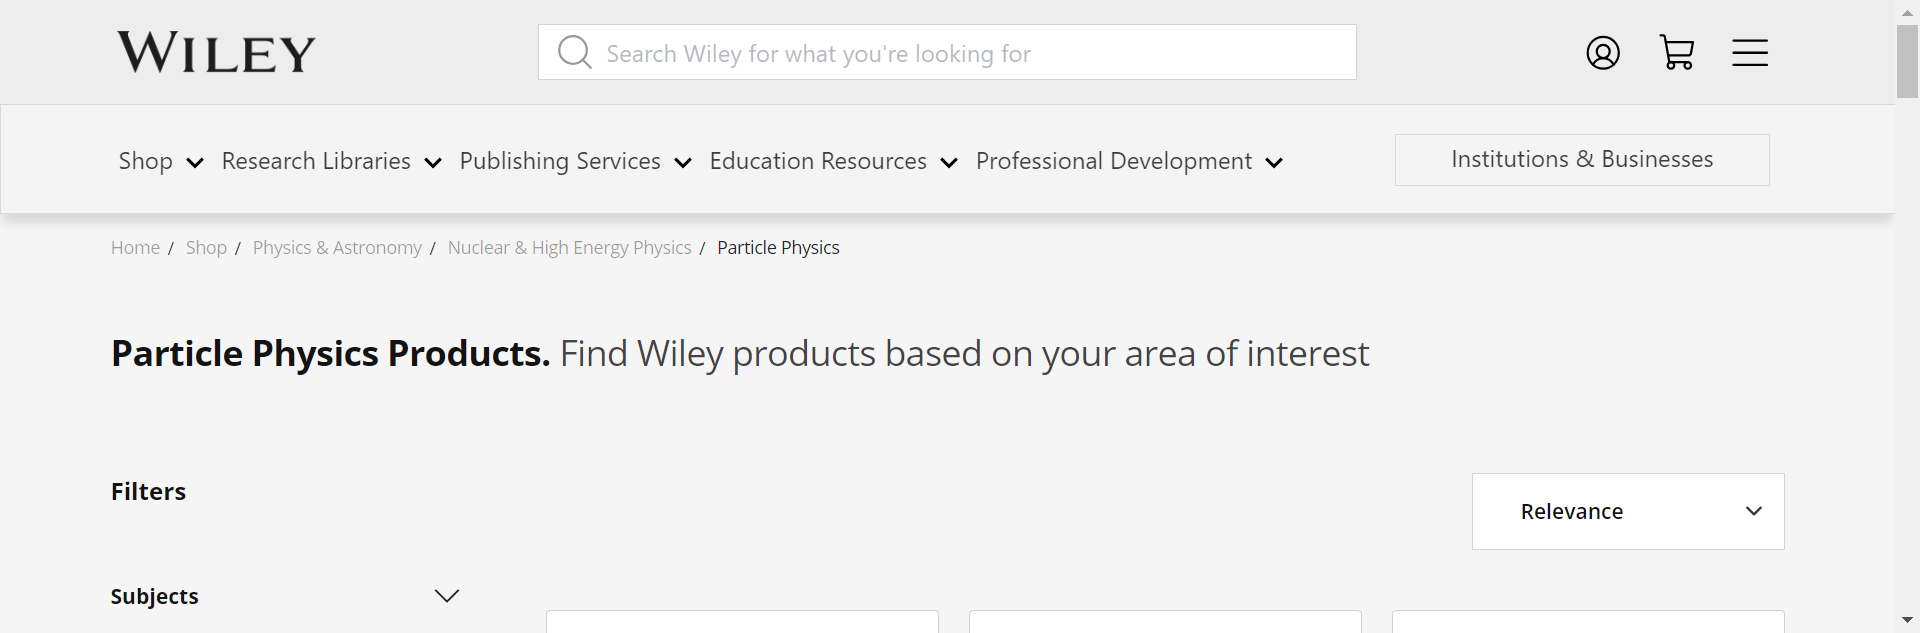 WILEY
Search Wiley for what you're looking for
Shop Research Libraries Publishing Services Education Resources Professional Development Institutions & Businesses
Home / Shop / Physics & Astronomy / Nuclear & High Energy Physics / Particle Physics
Particle Physics Products. Find Wiley products based on your area of interest
Filters
Relevance
Subjects